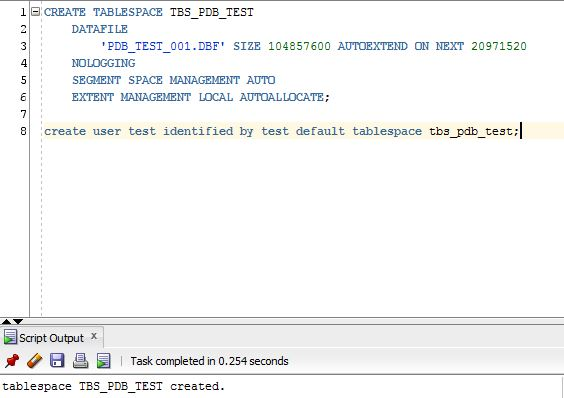 1 CREATE TABLESPACE TBS_PDB_TEST
2 DATAFILE
3 'PDB_TEST_001.DBF' SIZE 104857600 AUTOEXTEND ON NEXT 20971520
4 NOLOGGING
5 SEGMENT SPACE MANAGEMENT AUTO
6 EXTENT MANAGEMENT LOCAL AUTOALLOCATE;
7
8 create user test identified by test default tablespace tbs_pdb_test;
Script Output x
Task completed in 0.254 seconds
tablespace TBS_PDB_TEST created.